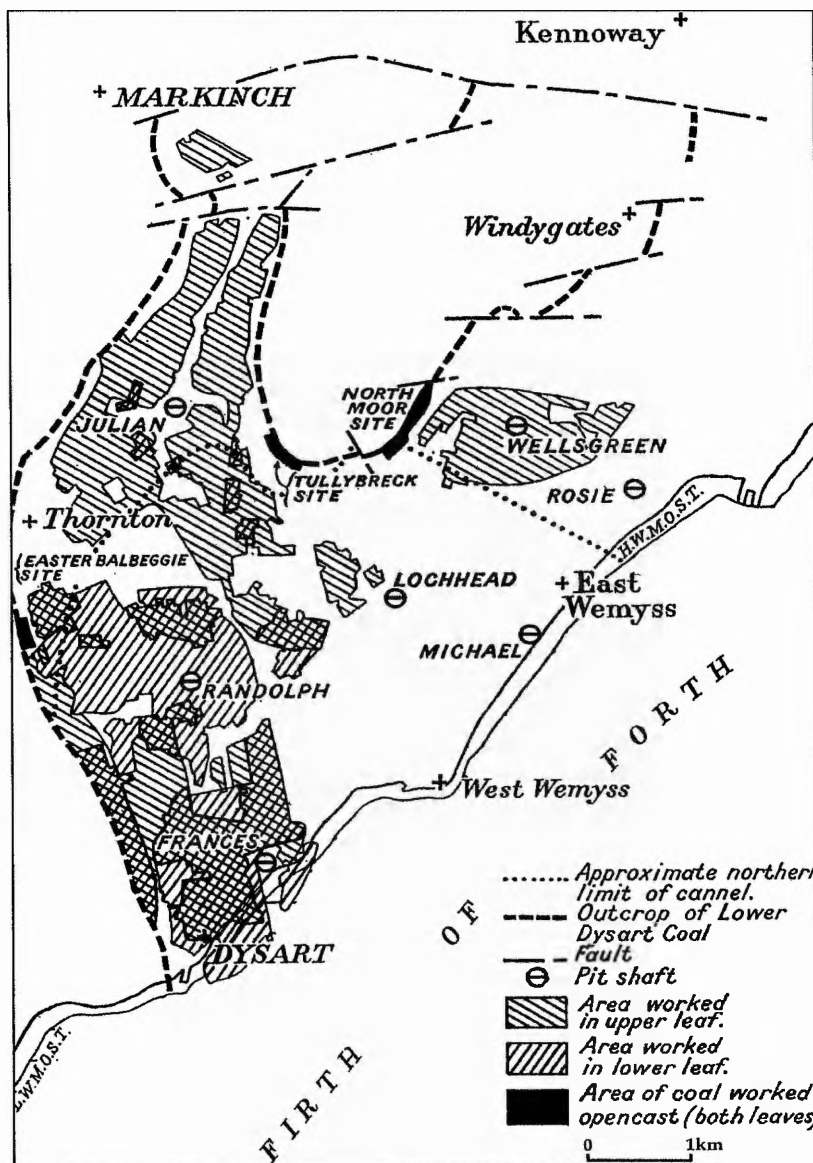 Kennoway
MARKINCH
Windygates
NORTH
MOOR
SITE
JULIAN
WELLSGREEN
TULLYBRECK
SITE
ROSIE
H.W.M.O.S.T.
Thornton
EASTER BALBEGGIE
SITE
LOCHHEAD
East
Wemyss
MICHAEL
RANDOLPH
West Wemyss
FRANCES
DYSART
L.W.M.O.S.T.
FIRTH
OF
FORTH
Approximate northern
limit of cannel.
Outcrop of Lower
Dysart Coal
Fault
Pit shaft
Area worked
in upper leaf.
Area worked
in lower leaf.
Area of coal worked
opencast (both leaves)
0 1km